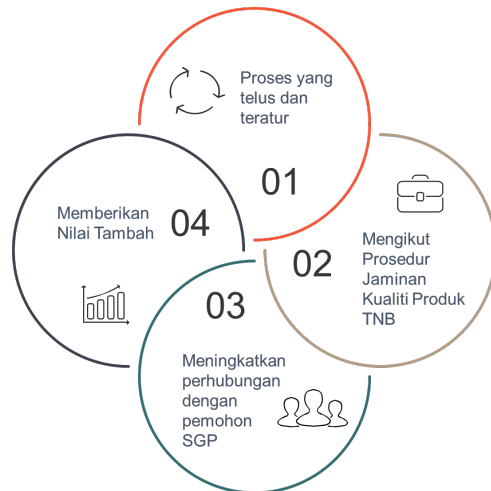 Proses yang
telus dan
teratur
01
02
Mengikut
Prosedur
Jaminan
Kualiti Produk
TNB
03
Meningkatkan
perhubungan
dengan
pemohon
SGP
Memberikan
Nilai Tambah
04